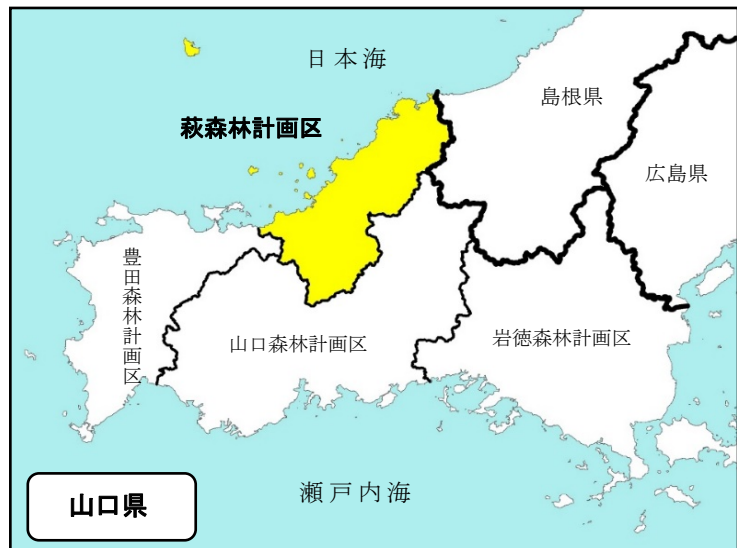 日本海
島根県
萩森林計画区
広島県
豊田森林計画区
山口森林計画区
岩徳森林計画区
瀬戸内海
山口県